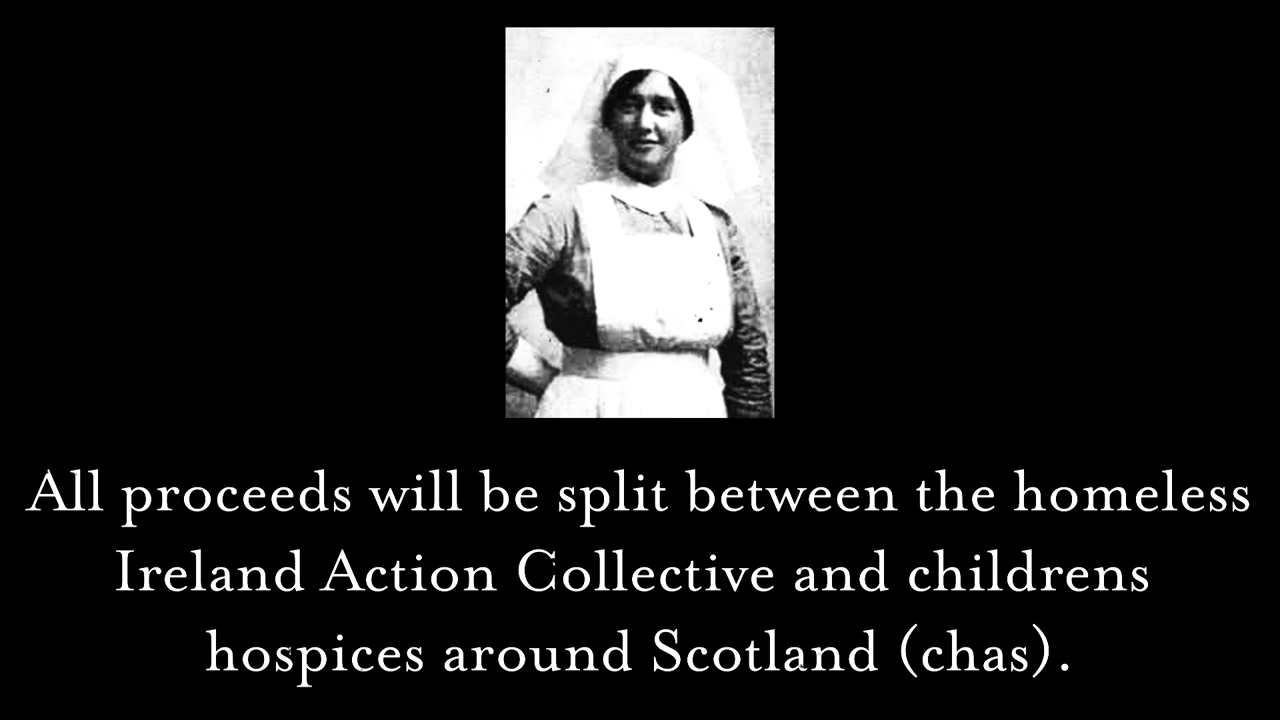 All proceeds will be split between the homeless
Ireland Action Collective and childrens
hospices around Scotland (chas).